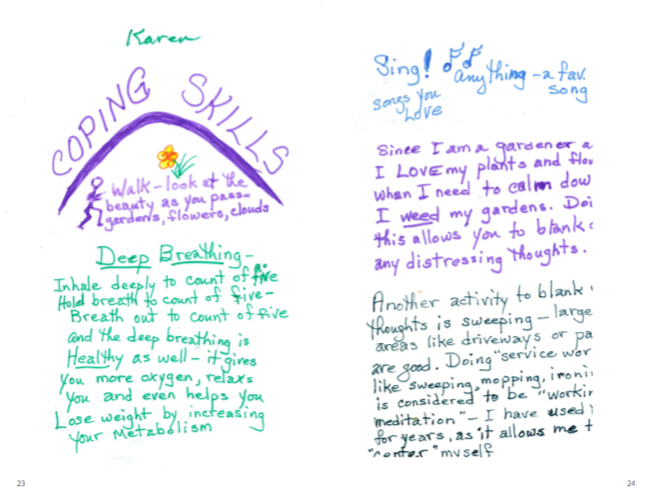 Karen
COPING SKILLS
Walk - look at the
beauty as you pass -
gardens, flowers, clouds
Deep Breathing -
Inhale deeply to count of five
Hold breath to count of five -
Breath out to count of five
and the deep breathing is
Healthy as well - it gives
you more oxygen, relaxs
you and even helps you
Lose weight by increasing
your Metabolism
23
Sing! anything - a fav.
song
songs you
Love
Since I am a gardener a
I LOVE my plants and flo
when I need to calm dow
I weed my gardens. Doi
this allows you to blank
any distressing thoughts.
Another activity to blank
thoughts is sweeping - large
areas like driveways or pa
are good. Doing "service wor
like sweeping, mopping, ironi
is considered to be "workin
meditation" - I have used
for years, as it allows me t
"center" myself
24